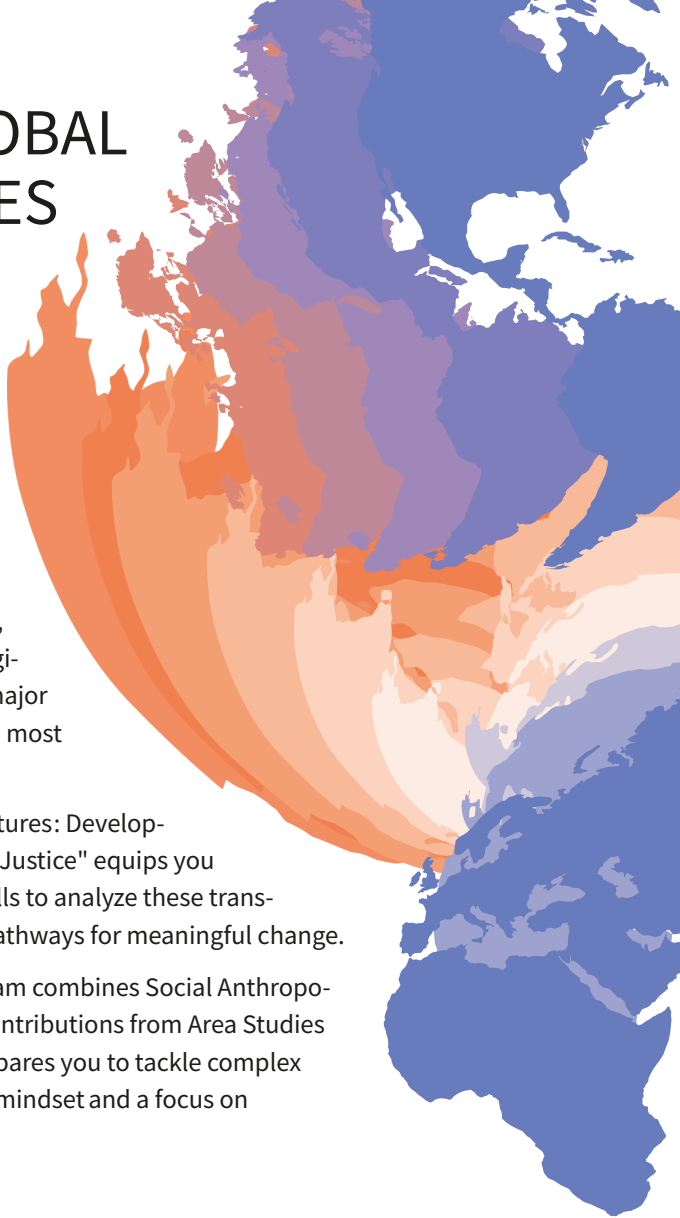 OBAL
ES
,
gi-
najor
most
tures: Develop-
Justice" equips you
lls to analyze these trans-
athways for meaningful change.
am combines Social Anthropo-
ntributions from Area Studies
pares you to tackle complex
mindset and a focus on